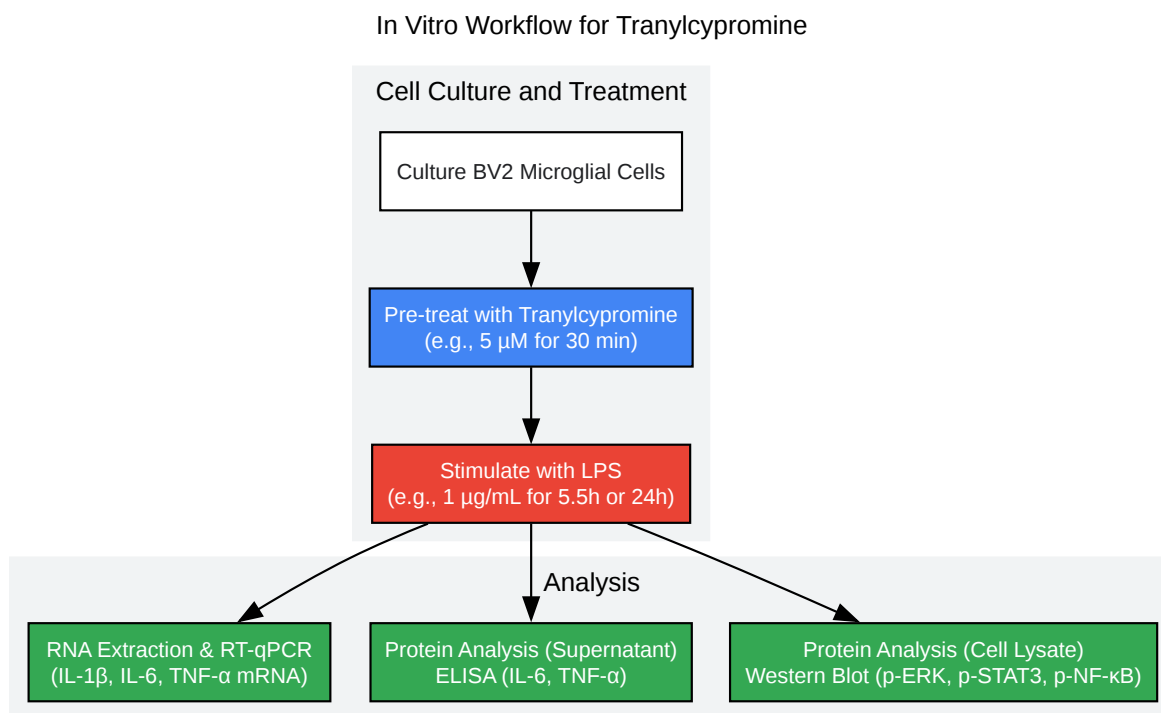 In Vitro Workflow for Tranylcypromine
Cell Culture and Treatment
Culture BV2 Microglial Cells
Pre-treat with Tranylcypromine
(e.g., 5 µM for 30 min)
Stimulate with LPS
(e.g., 1 µg/mL for 5.5h or 24h)
Analysis
RNA Extraction & RT-qPCR
(IL-1β, IL-6, TNF-α mRNA)
Protein Analysis (Supernatant)
ELISA (IL-6, TNF-α)
Protein Analysis (Cell Lysate)
Western Blot (p-ERK, p-STAT3, p-NF-κB)